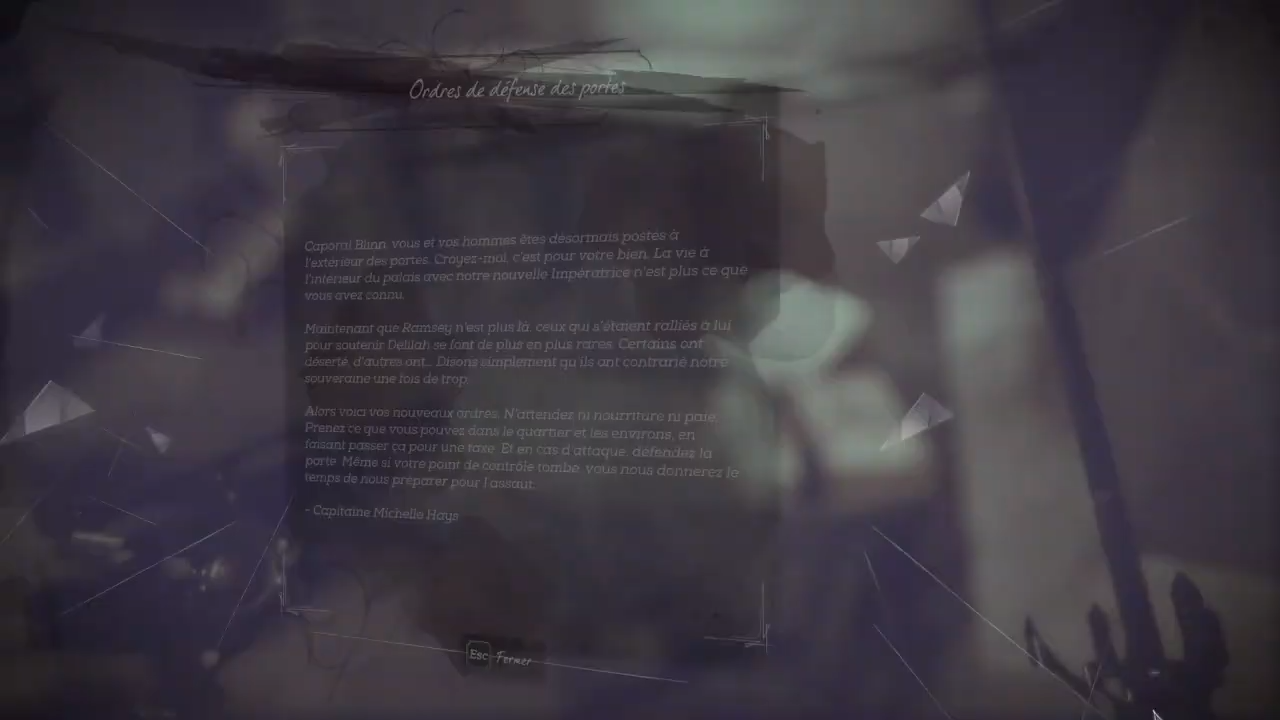 Ordres de défense des portes
Caporal Blinn, vous et vos hommes êtes désormais postés à
l'extérieur des portes. Croyez-moi, c'est pour votre bien. La vie à
l'intérieur du palais avec notre nouvelle Impératrice n'est plus ce que
vous avez connu.
Maintenant que Ramsey n'est plus là, ceux qui s'étaient ralliés à lui
pour soutenir Delilah se font de plus en plus rares. Certains ont
déserté, d'autres ont... Disons simplement qu'ils ont contrarié notre
souveraine une fois de trop.
Alors voici vos nouveaux ordres. N'attendez ni nourriture ni paie.
Prenez ce que vous pouvez dans le quartier et les environs, en
faisant passer ça pour une taxe. Et en cas d'attaque, défendez la
porte. Même si votre point de contrôle tombe, vous nous donnerez le
temps de nous préparer pour l'assaut.
- Capitaine Michelle Hays
Esc Fermer